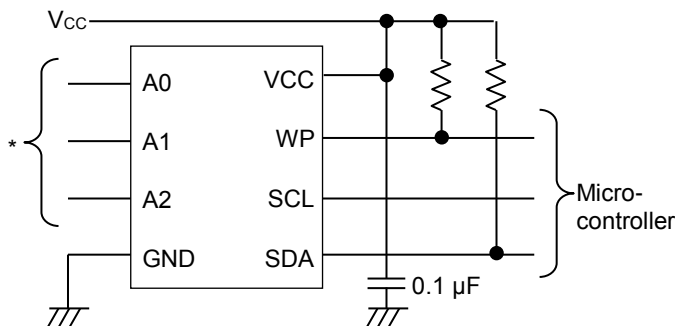 VCC
A0
VCC
A1
WP
*
A2
SCL
Micro-
controller
GND
SDA
0.1 µF